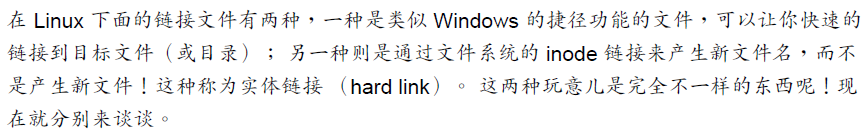 在 Linux 下面的链接文件有两种，一种是类似 Windows 的捷径功能的文件，可以让你快速的
链接到目标文件（或目录）； 另一种则是通过文件系统的 inode 链接来产生新文件名，而不
是产生新文件！这种称为实体链接 （hard link）。 这两种玩意儿是完全不一样的东西呢！现
在就分别来谈谈。